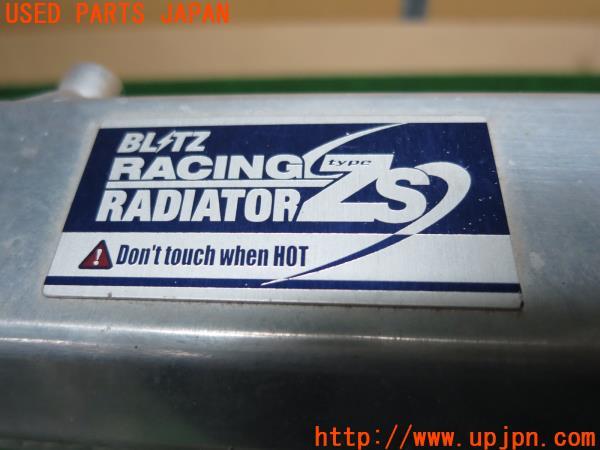 USED PARTS JAPAN
BLITZ
RACING
type
RADIATOR ZS
Don't touch when HOT
http://www.upjpn.com/